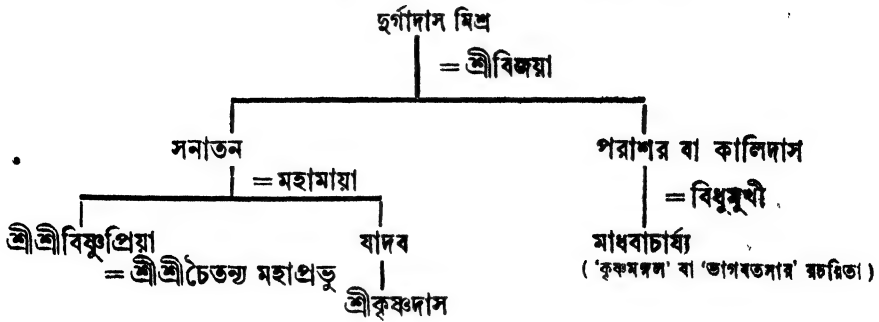 দুর্গাদাস মিশ্র
= শ্রীবিজয়া
সনাতন
পরাশর বা কালিদাস
= মহামায়া
= বিধুমুখী
শ্রীশ্রীবিষ্ণুপ্রিয়া
যাদব
মাধবাচার্য্য
= শ্রীশ্রীচৈতন্য মহাপ্রভু
( 'কৃষ্ণমঙ্গল' বা 'ভাগবতসার' রচয়িতা )
শ্রীকৃষ্ণদাস